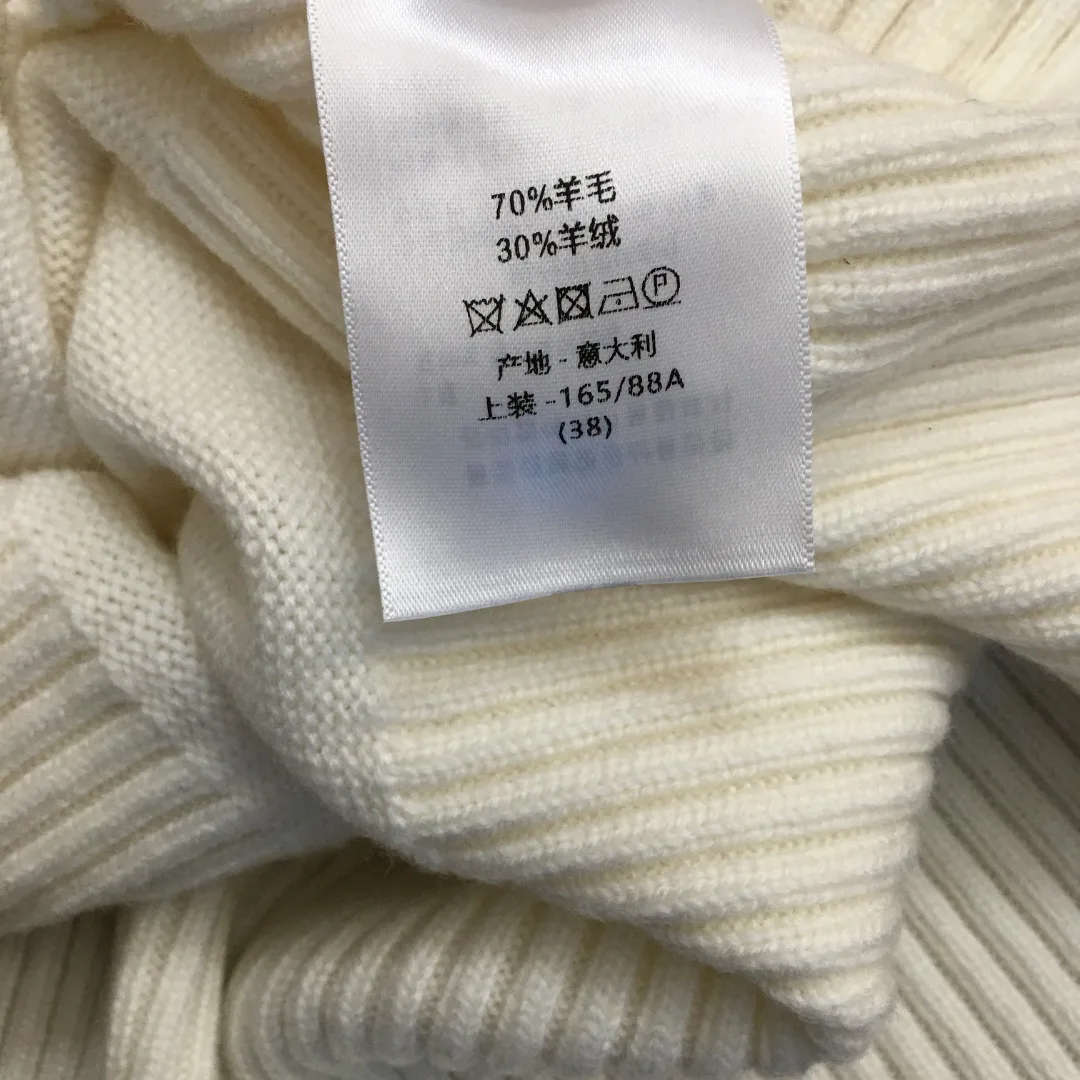 70%羊毛
30%羊绒
P
产地 - 意大利
上装 -165/88A
(38)